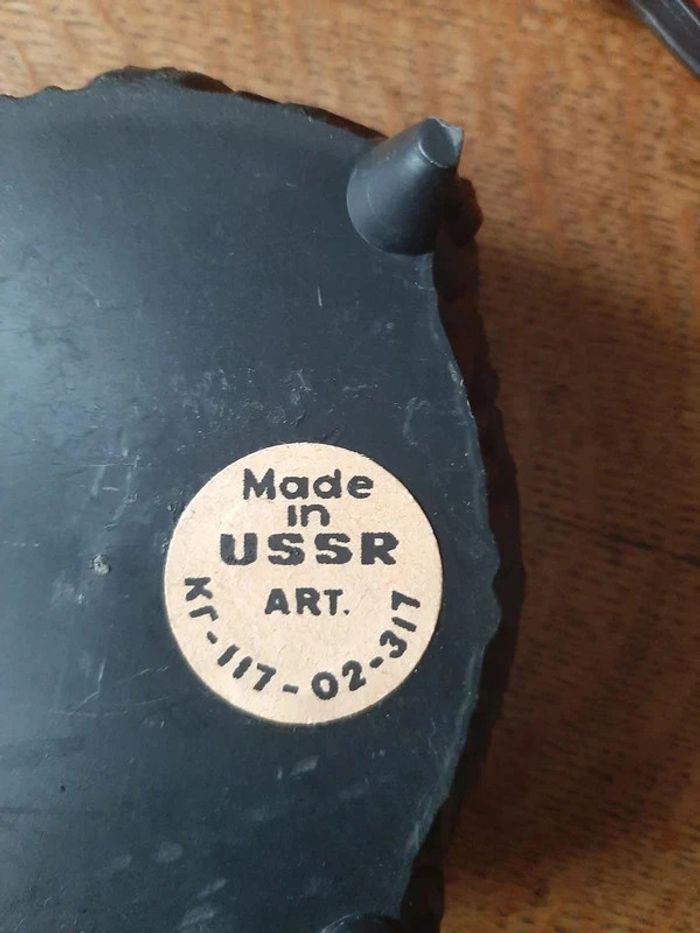 Made
in
USSR
ART.
КГ-117-02-317